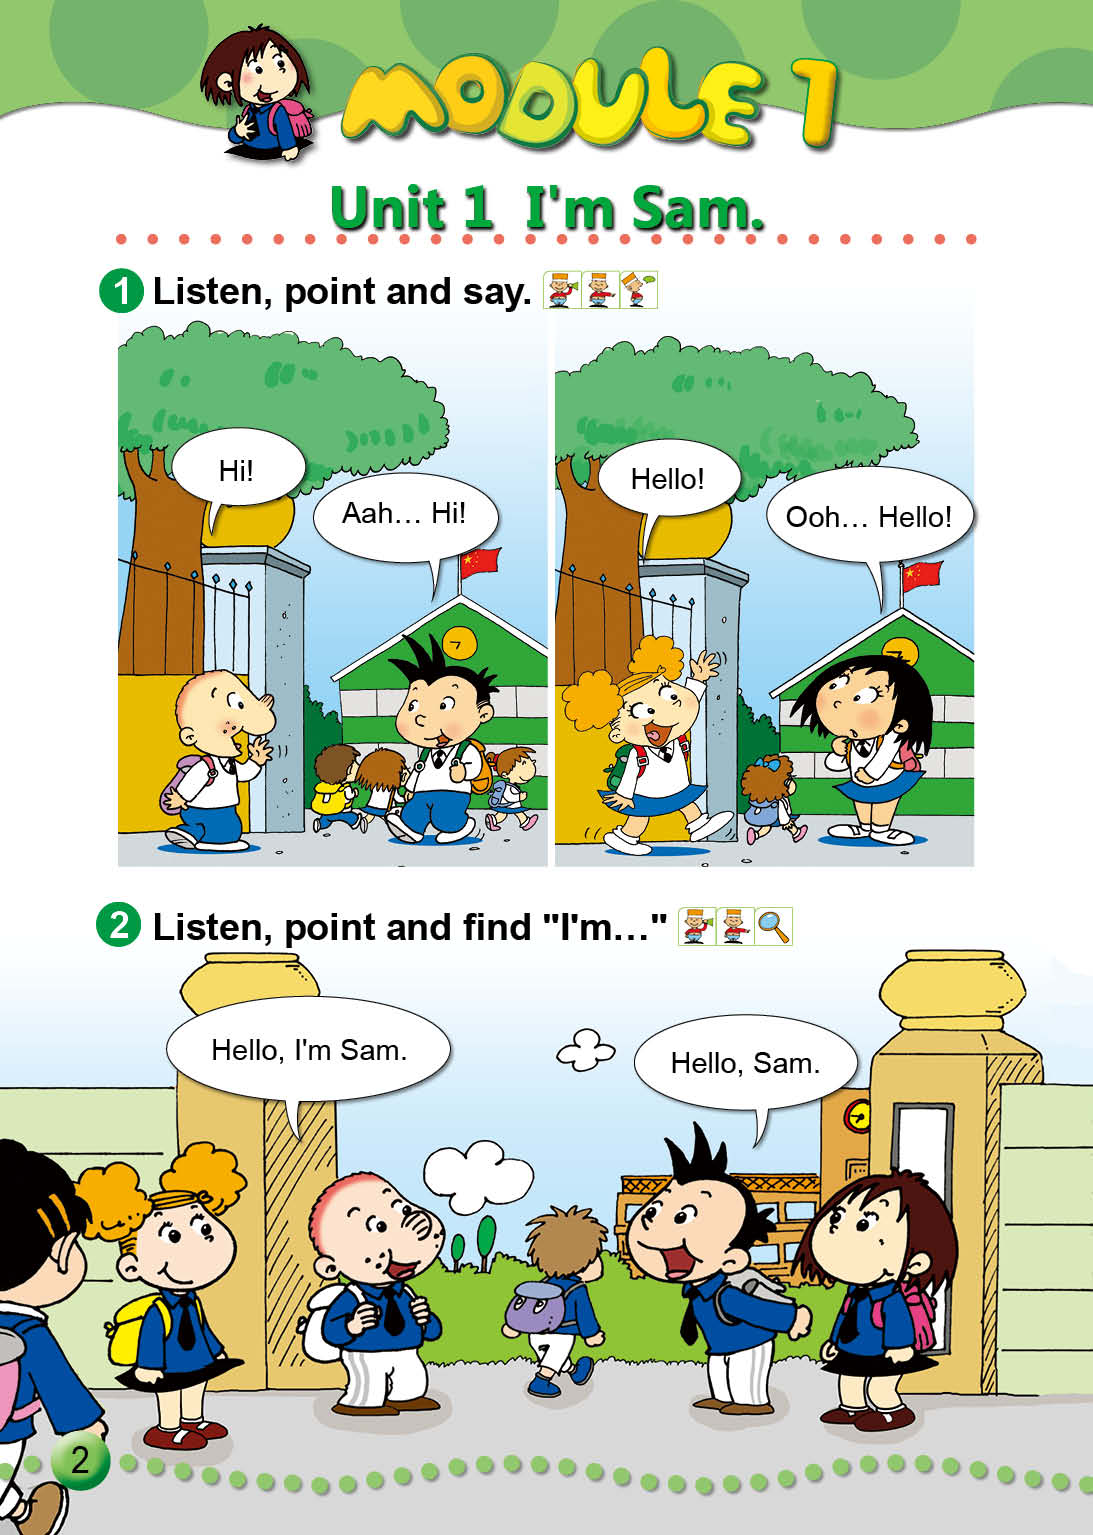 MODULE 1
Unit 1 I'm Sam.
1 Listen, point and say.
Hi!
Aah... Hi!
Hello!
Ooh... Hello!
2 Listen, point and find "I'm..."
Hello, I'm Sam.
Hello, Sam.
2